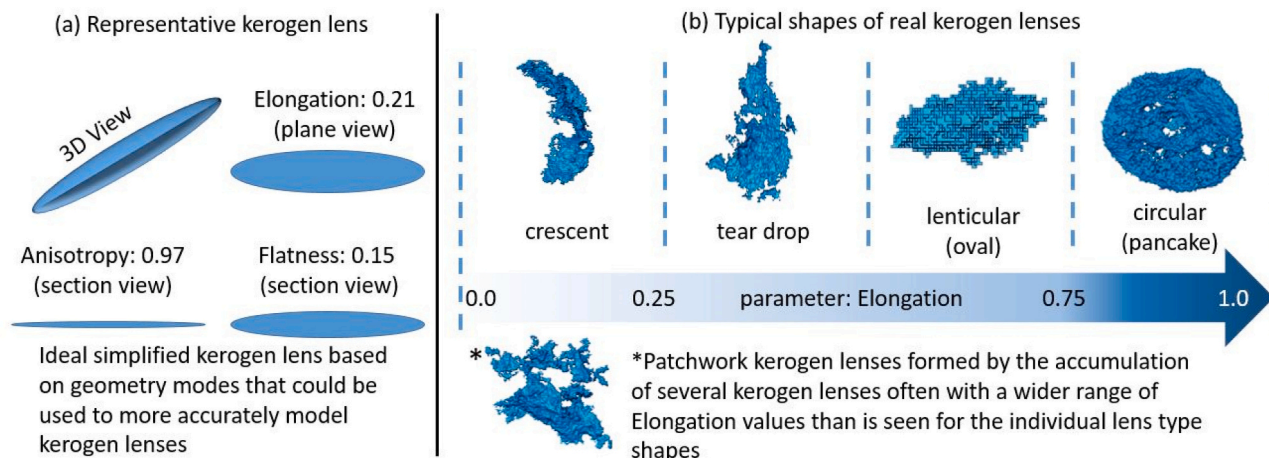 (a) Representative kerogen lens
3D View
Elongation: 0.21
(plane view)
Anisotropy: 0.97
(section view)
Flatness: 0.15
(section view)
Ideal simplified kerogen lens based
on geometry modes that could be
used to more accurately model
kerogen lenses
(b) Typical shapes of real kerogen lenses
crescent
tear drop
lenticular
(oval)
circular
(pancake)
0.0
0.25
parameter: Elongation
0.75
1.0
*
*Patchwork kerogen lenses formed by the accumulation
of several kerogen lenses often with a wider range of
Elongation values than is seen for the individual lens type
shapes